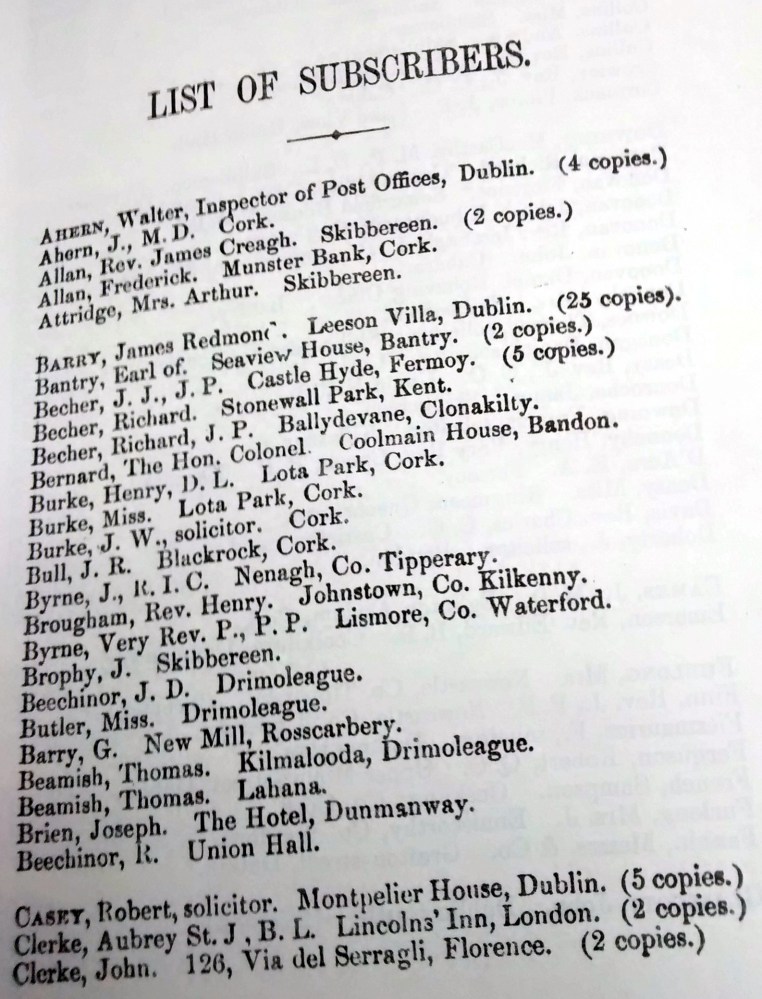 LIST OF SUBSCRIBERS.
AHERN, Walter, Inspector of Post Offices, Dublin. (4 copies.)
Ahern, J., M. D. Cork.
Allan, Rev. James Creagh. Skibbereen. (2 copies.)
Allan, Frederick. Munster Bank, Cork.
Attridge, Mrs. Arthur. Skibbereen.
BARRY, James Redmond. Leeson Villa, Dublin. (25 copies).
Bantry, Earl of. Seaview House, Bantry. (2 copies.)
Becher, J. J., J. P. Castle Hyde, Fermoy. (5 copies.)
Becher, Richard. Stonewall Park, Kent.
Becher, Richard, J. P. Ballydevane, Clonakilty.
Bernard, The Hon. Colonel. Coolmain House, Bandon.
Burke, Henry, D. L. Lota Park, Cork.
Burke, Miss. Lota Park, Cork.
Burke, J. W., solicitor. Cork.
Bull, J. R. Blackrock, Cork.
Byrne, J., R. I. C. Nenagh, Co. Tipperary.
Brougham, Rev. Henry. Johnstown, Co. Kilkenny.
Byrne, Very Rev. P., P. P. Lismore, Co. Waterford.
Brophy, J. Skibbereen.
Beechinor, J. D. Drimoleague.
Butler, Miss. Drimoleague.
Barry, G. New Mill, Rosscarbery.
Beamish, Thomas. Kilmalooda, Drimoleague.
Beamish, Thomas. Lahana.
Brien, Joseph. The Hotel, Dunmanway.
Beechinor, R. Union Hall.
CASEY, Robert, solicitor. Montpelier House, Dublin. (5 copies.)
Clerke, Aubrey St. J , B. L. Lincolns' Inn, London. (2 copies.)
Clerke, John. 126, Via del Serragli, Florence. (2 copies.)